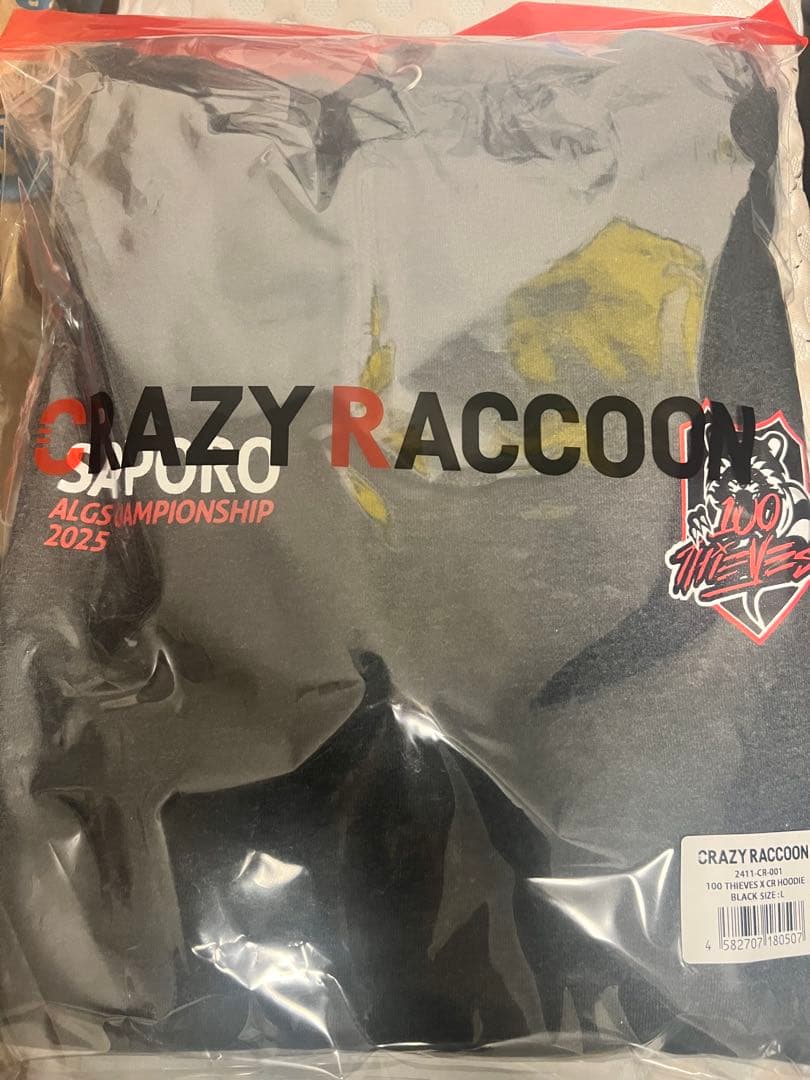 CRAZY RACCOON
SAPORO
ALGS CHAMPIONSHIP
2025
100
THIEVES
CRAZY RACCOON
2411-CR-001
100 THIEVES X CR HOODIE
BLACK SIZE : L
4 582707 180507